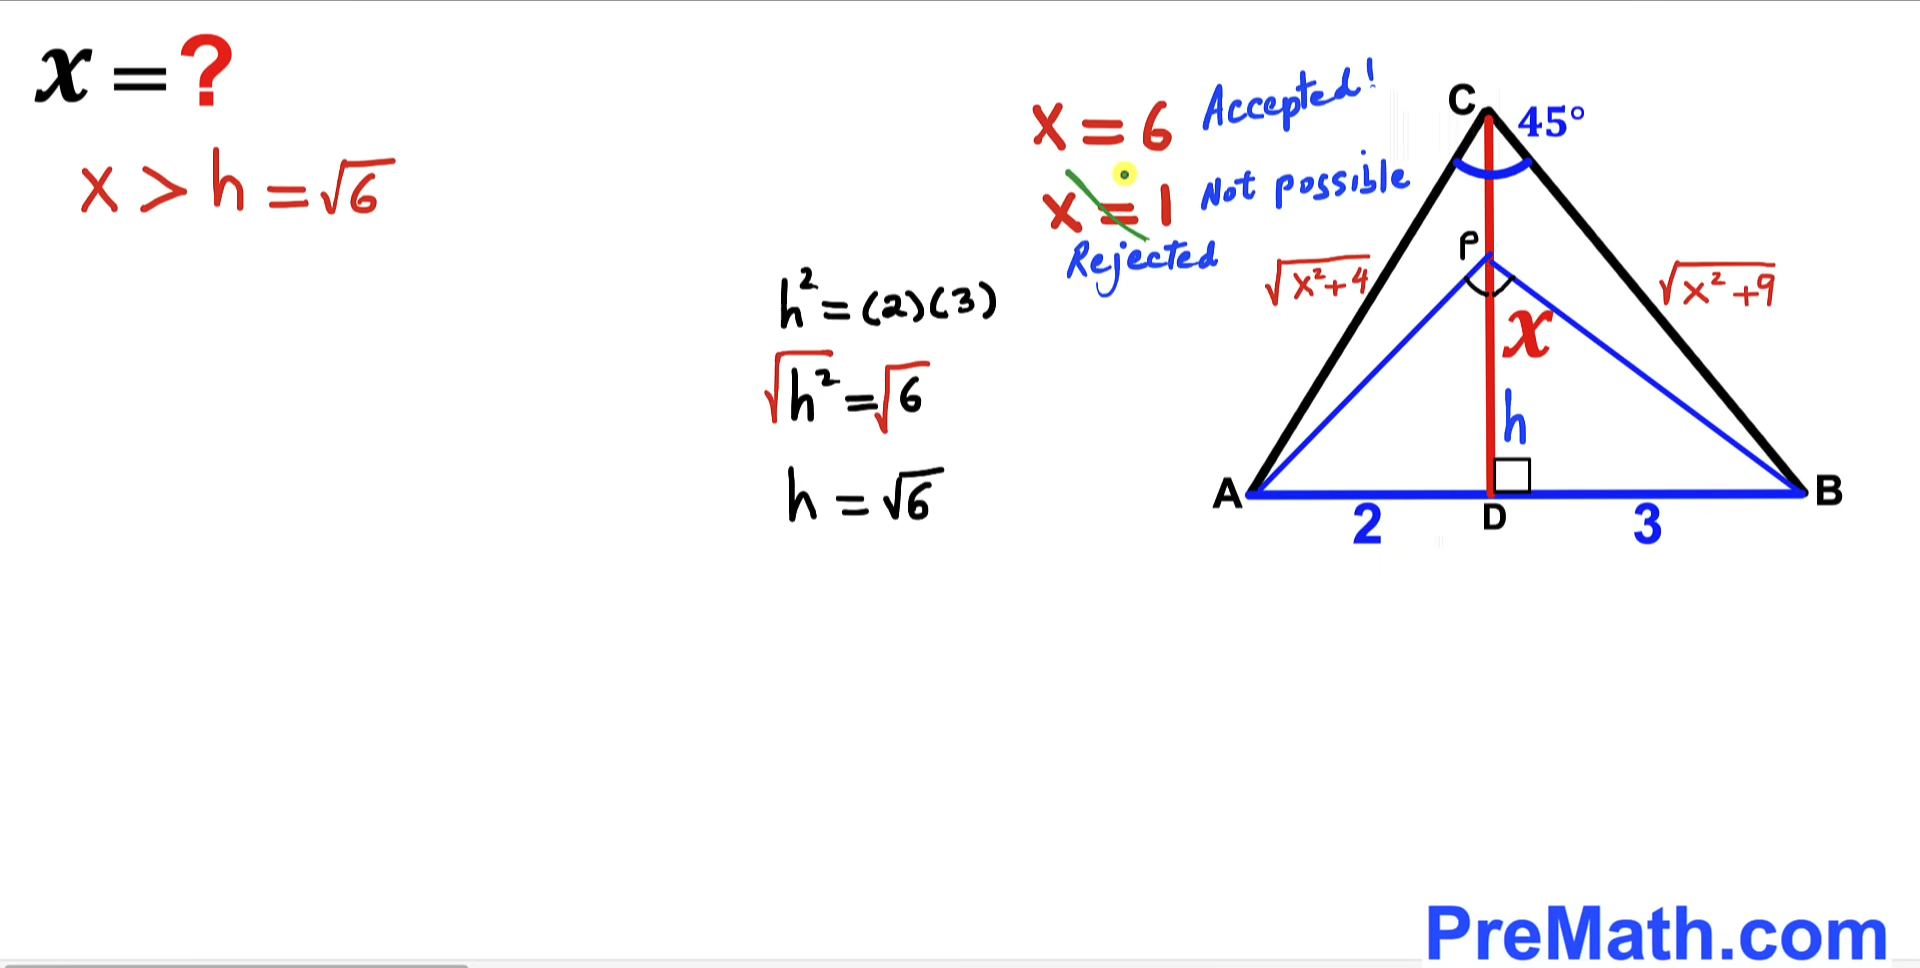 x = ?
x > h = √6
x = 6 Accepted!
x = 1 Not possible
Rejected
h² = (2)(3)
√h² = √6
h = √6
C 45°
P
√x²+4
√x²+9
x
h
A
D
B
2
3
PreMath.com